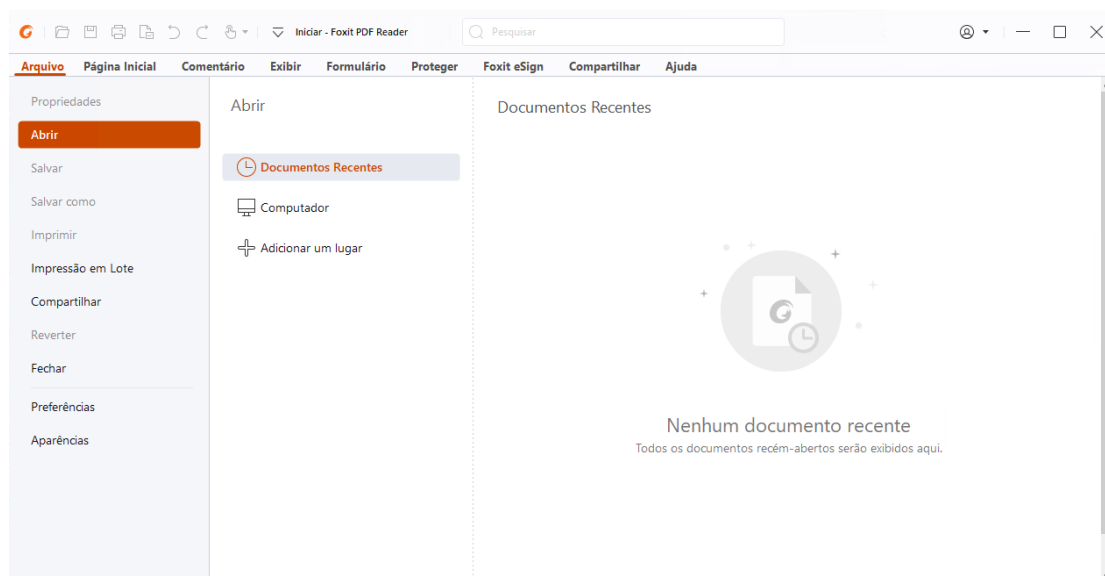 Iniciar - Foxit PDF Reader
Pesquisar
Arquivo Página Inicial Comentário Exibir Formulário Proteger Foxit eSign Compartilhar Ajuda
Propriedades
Abrir
Salvar
Salvar como
Imprimir
Impressão em Lote
Compartilhar
Reverter
Fechar
Preferências
Aparências
Abrir
Documentos Recentes
Computador
Adicionar um lugar
Documentos Recentes
Nenhum documento recente
Todos os documentos recém-abertos serão exibidos aqui.